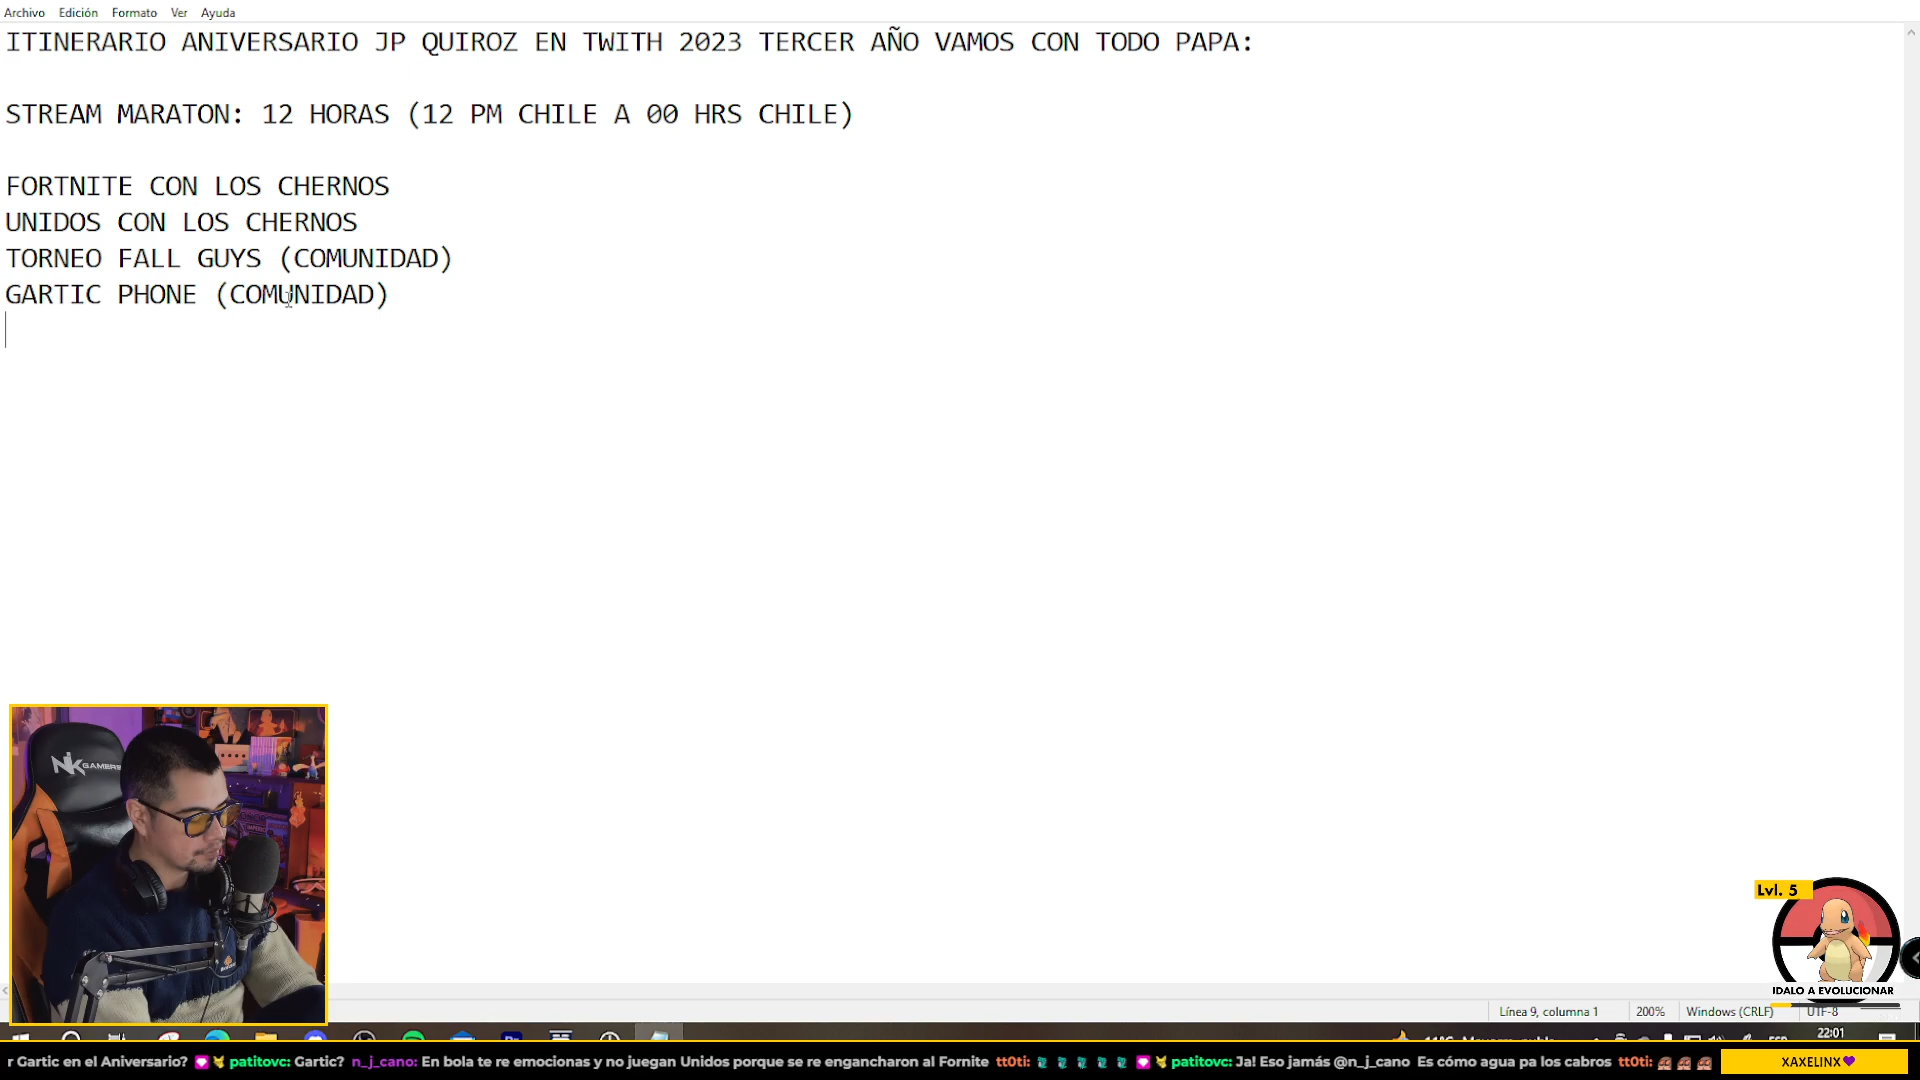 Archivo Edición Formato Ver Ayuda
ITINERARIO ANIVERSARIO JP QUIROZ EN TWITH 2023 TERCER AÑO VAMOS CON TODO PAPA:
STREAM MARATON: 12 HORAS (12 PM CHILE A 00 HRS CHILE)
FORTNITE CON LOS CHERNOS
UNIDOS CON LOS CHERNOS
TORNEO FALL GUYS (COMUNIDAD)
GARTIC PHONE (COMUNIDAD)
NK GAMERS
Lvl. 5
IDALO A EVOLUCIONAR
Línea 9, columna 1 200% Windows (CRLF) UTF-8
22:01
r Gartic en el Aniversario? patitovc: Gartic? n_j_cano: En bola te re emocionas y no juegan Unidos porque se re engancharon al Fornite tt0ti: patitovc: Ja! Eso jamás @n_j_cano Es cómo agua pa los cabros tt0ti: XAXELINX